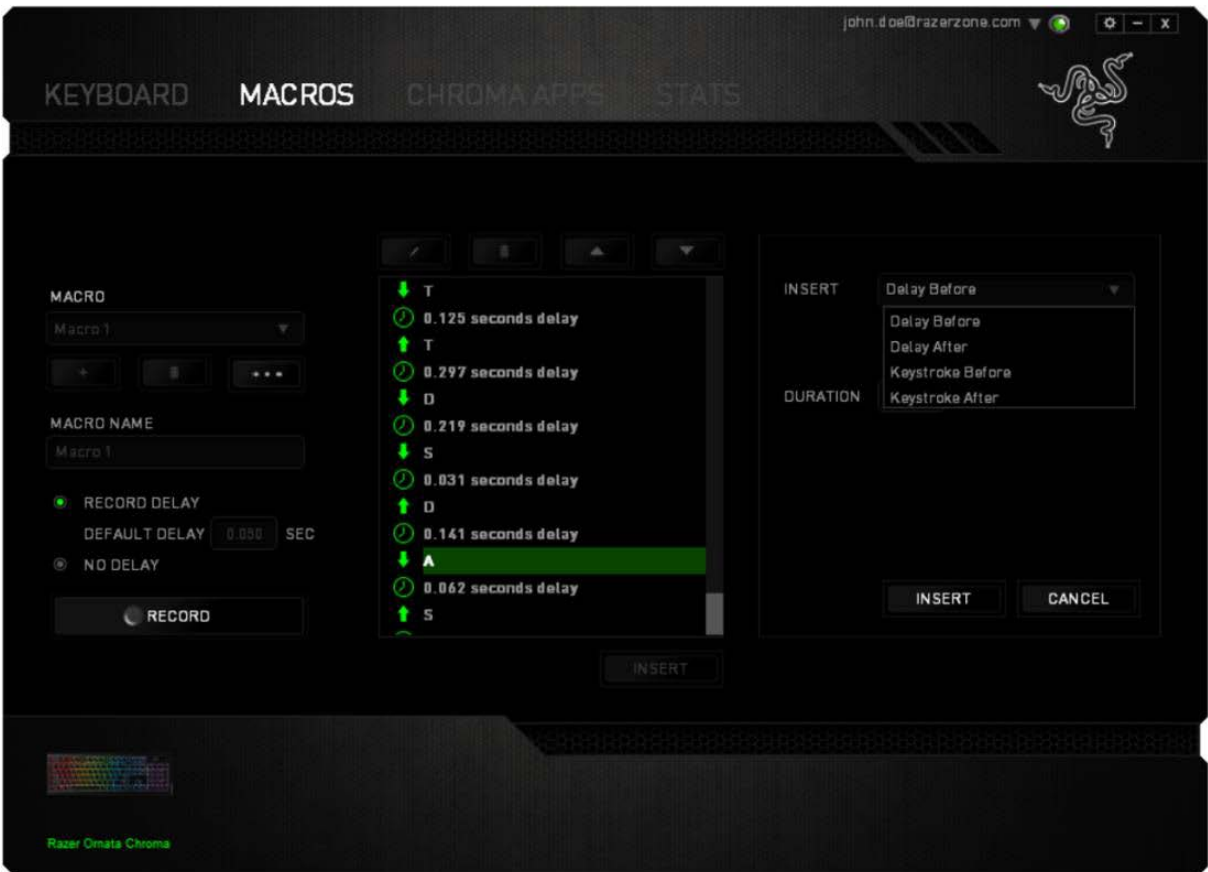 john.doe@razerzone.com
KEYBOARD MACROS CHROMA APPS STATS
MACRO
Macro 1
MACRO NAME
Macro 1
RECORD DELAY
DEFAULT DELAY 0.050 SEC
NO DELAY
RECORD
T
0.125 seconds delay
T
0.297 seconds delay
D
0.219 seconds delay
S
0.031 seconds delay
D
0.141 seconds delay
A
0.062 seconds delay
S
INSERT
INSERT Delay Before
Delay Before
Delay After
Keystroke Before
Keystroke After
DURATION
INSERT CANCEL
Razer Ornata Chroma